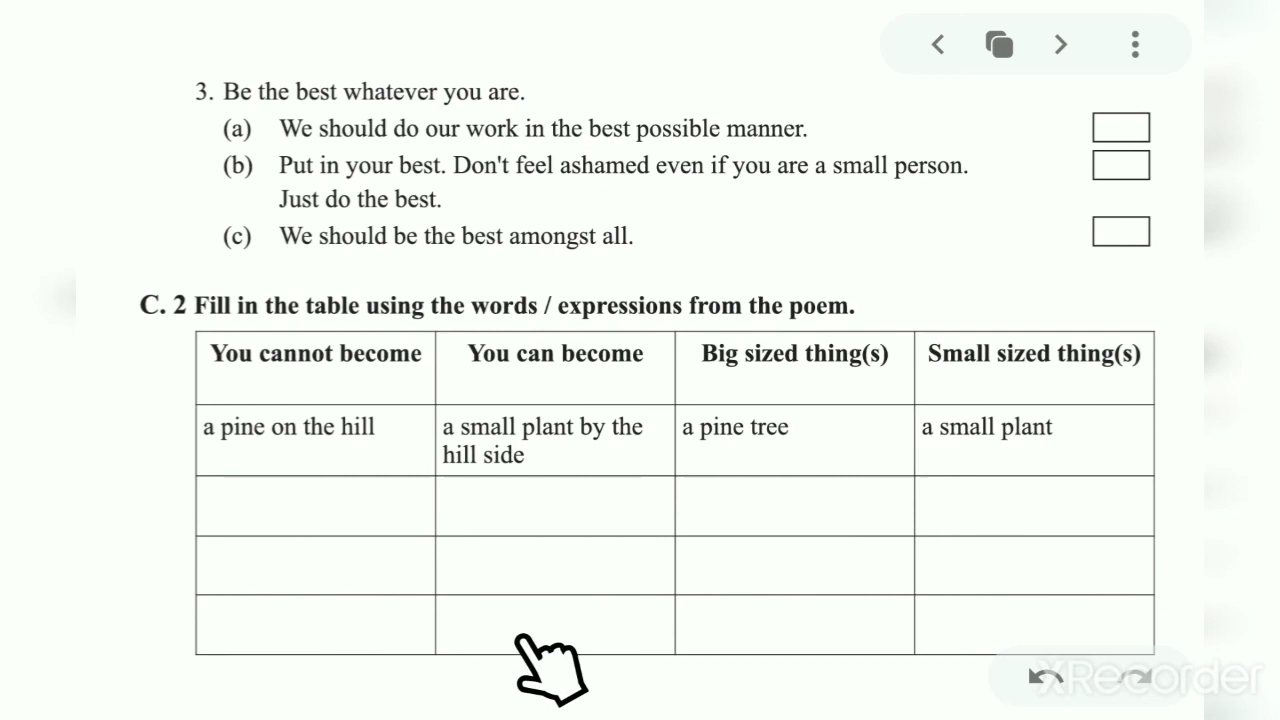 3. Be the best whatever you are.
(a) We should do our work in the best possible manner.
(b) Put in your best. Don't feel ashamed even if you are a small person.
Just do the best.
(c) We should be the best amongst all.
C. 2 Fill in the table using the words / expressions from the poem.
You cannot become You can become Big sized thing(s) Small sized thing(s)
a pine on the hill a small plant by the a pine tree a small plant
hill side
XRecorder